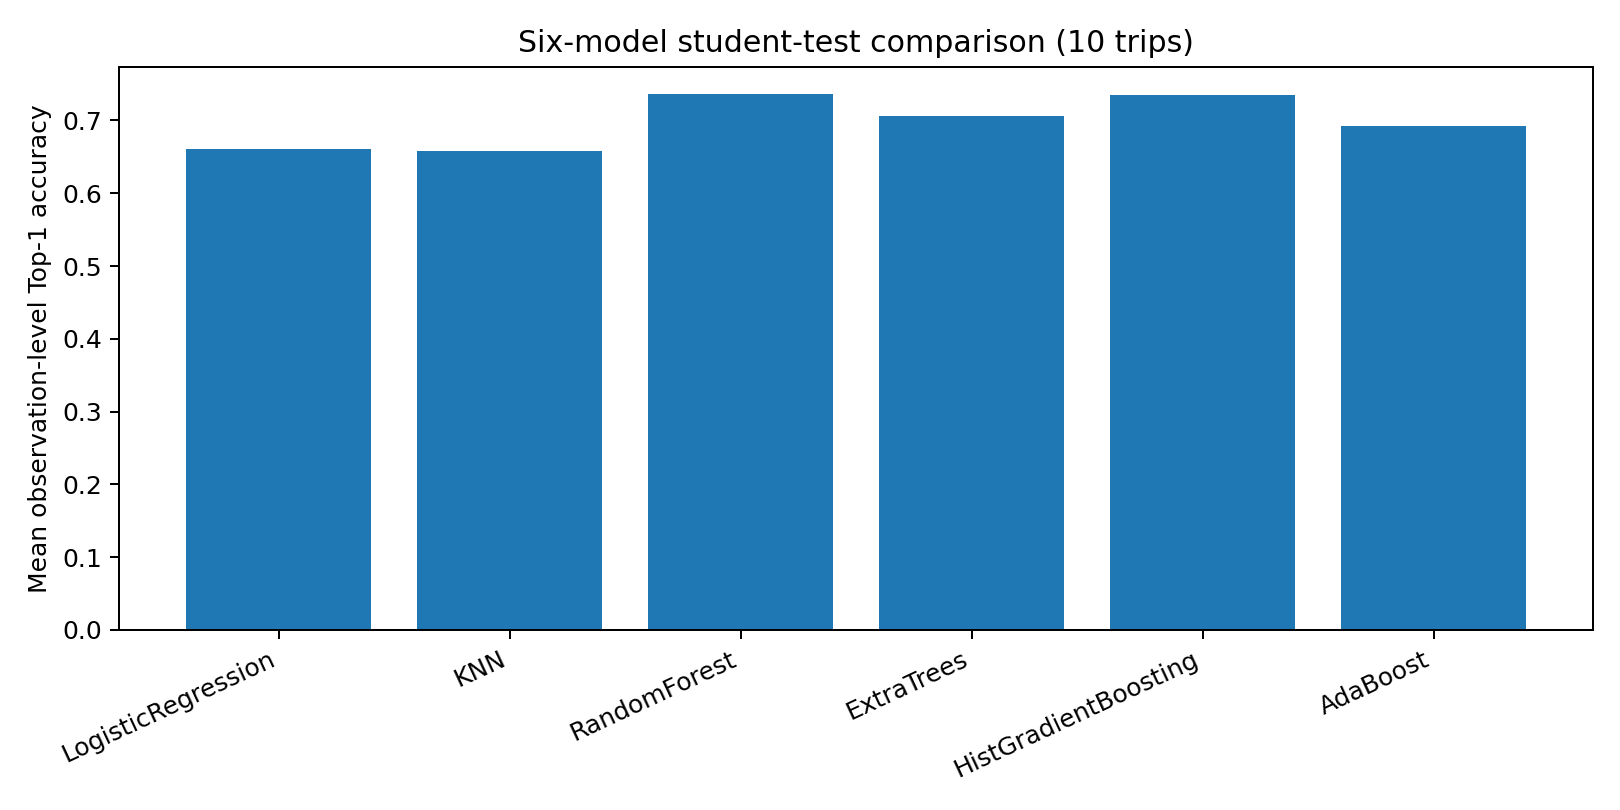 Six-model student-test comparison (10 trips)
Mean observation-level Top-1 accuracy
0.7
0.6
0.5
0.4
0.3
0.2
0.1
0.0
LogisticRegression
KNN
RandomForest
ExtraTrees
HistGradientBoosting
AdaBoost